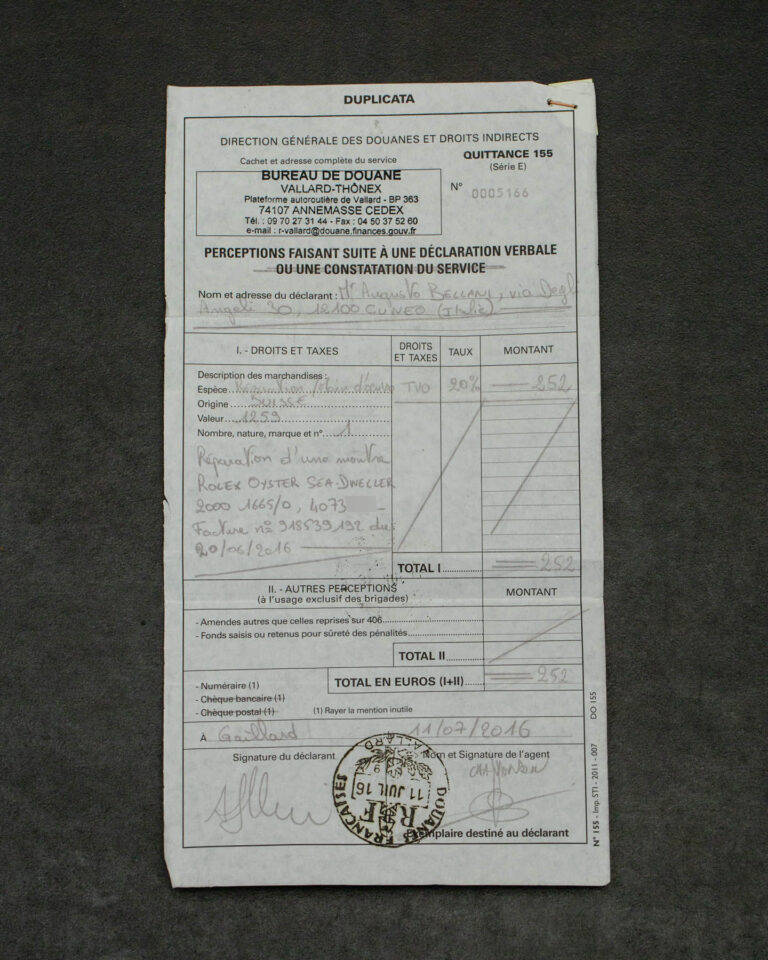 DUPLICATA
DIRECTION GÉNÉRALE DES DOUANES ET DROITS INDIRECTS
Cachet et adresse complète du service
QUITTANCE 155
(Série E)
BUREAU DE DOUANE
VALLARD-THÔNEX
Plateforme autoroutière de Vallard - BP 363
74107 ANNEMASSE CEDEX
Tél. : 09 70 27 31 44 - Fax : 04 50 37 52 60
e-mail : r-vallard@douane.finances.gouv.fr
N° 0005166
PERCEPTIONS FAISANT SUITE À UNE DÉCLARATION VERBALE
OU UNE CONSTATATION DU SERVICE
Nom et adresse du déclarant : Mr Augusto BELLANI, via Degli
Angeli 30, 12100 CUNEO (Italie)
I. - DROITS ET TAXES
DROITS ET TAXES
TAUX
MONTANT
Description des marchandises :
Espèce
TVO 20% 252
Origine SUISSE
Valeur 1259
Nombre, nature, marque et n° 1
Réparation d'une montre
ROLEX OYSTER SEA-DWELLER
2000 1665/0, 4073
Facture n° 918539192 du
20/06/2016
TOTAL I 252
II. - AUTRES PERCEPTIONS
(à l'usage exclusif des brigades)
MONTANT
- Amendes autres que celles reprises sur 406
- Fonds saisis ou retenus pour sûreté des pénalités
TOTAL II
- Numéraire (1)
- Chèque bancaire (1)
- Chèque postal (1)
TOTAL EN EUROS (I+II) 252
(1) Rayer la mention inutile
À Gaillard 11/07/2016
Signature du déclarant
Nom et Signature de l'agent
DOUANES FRANÇAISES
VALLARD
11 JUIL 16
RF
Exemplaire destiné au déclarant
N° 155 - Imp. STI - 2011 - 007 DO 155